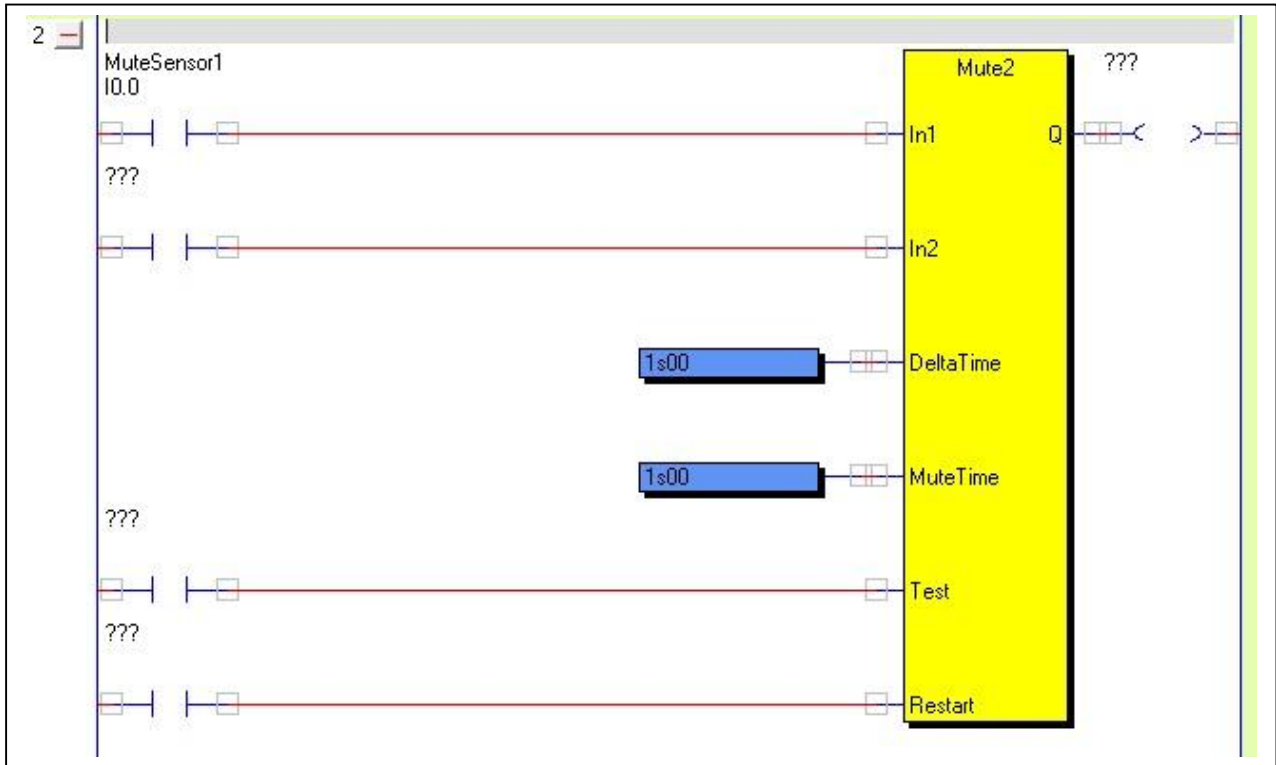 2
MuteSensor1
I0.0
Mute2
???
In1
Q
???
In2
1s00
DeltaTime
1s00
MuteTime
???
Test
???
Restart